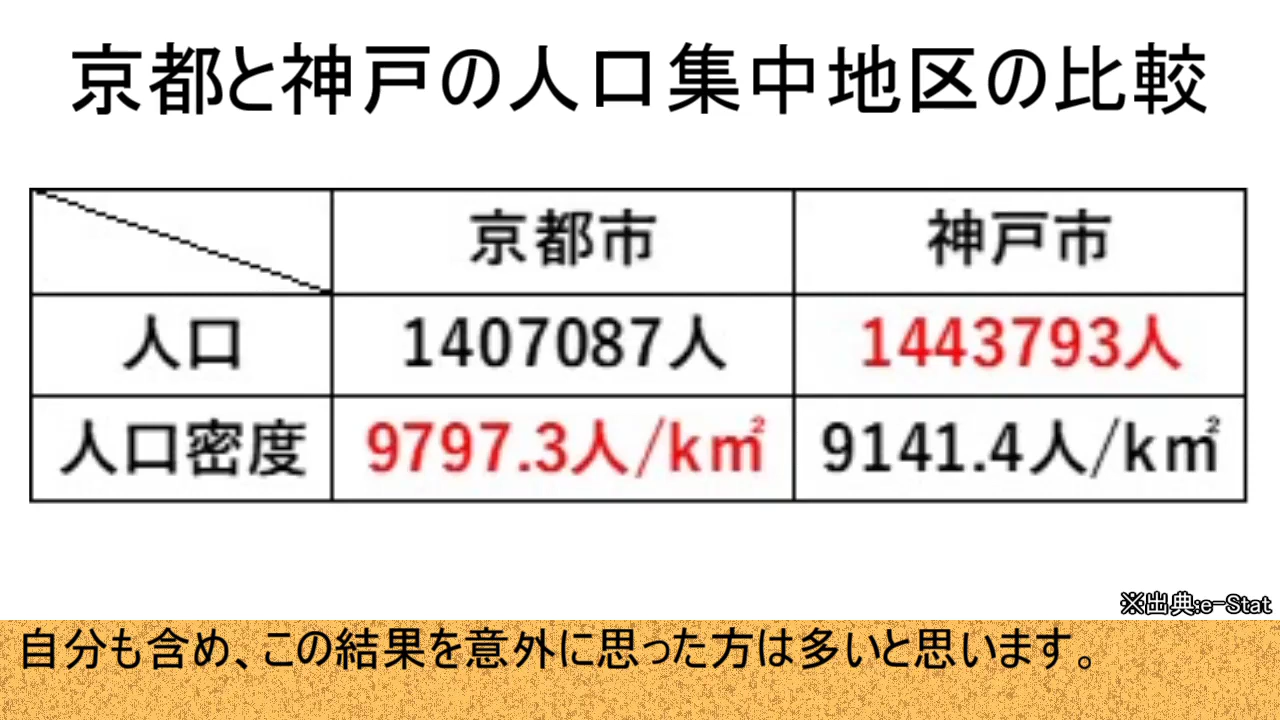 京都と神戸の人口集中地区の比較
京都市 神戸市
人口 1407087人 1443793人
人口密度 9797.3人/k㎡ 9141.4人/k㎡
※出典:e-Stat
自分も含め、この結果を意外に思った方は多いと思います。